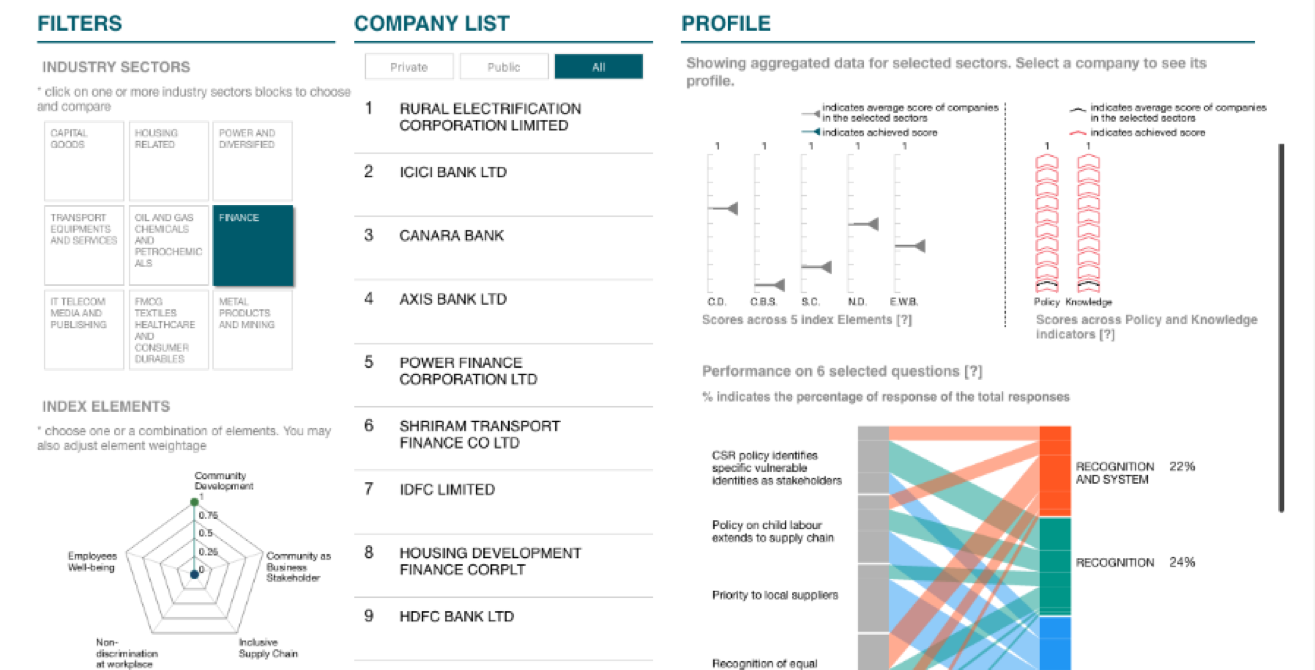 FILTERS
INDUSTRY SECTORS
* click on one or more industry sectors blocks to choose
and compare
CAPITAL
GOODS
HOUSING
RELATED
POWER AND
DIVERSIFIED
TRANSPORT
EQUIPMENTS
AND SERVICES
OIL AND GAS
CHEMICALS
AND
PETROCHEMIC
ALS
FINANCE
IT TELECOM
MEDIA AND
PUBLISHING
FMCG
TEXTILES
HEALTHCARE
AND
CONSUMER
DURABLES
METAL
PRODUCTS
AND MINING
INDEX ELEMENTS
* choose one or a combination of elements. You may
also adjust element weightage
Community
Development
1
0.75
0.5
0.25
0
Employees
Well-being
Community as
Business
Stakeholder
Non-
discrimination
at workplace
Inclusive
Supply Chain
COMPANY LIST
Private
Public
All
1 RURAL ELECTRIFICATION
CORPORATION LIMITED
2 ICICI BANK LTD
3 CANARA BANK
4 AXIS BANK LTD
5 POWER FINANCE
CORPORATION LTD
6 SHRIRAM TRANSPORT
FINANCE CO LTD
7 IDFC LIMITED
8 HOUSING DEVELOPMENT
FINANCE CORPLT
9 HDFC BANK LTD
PROFILE
Showing aggregated data for selected sectors. Select a company to see its
profile.
indicates average score of companies
in the selected sectors
indicates achieved score
1 1 1 1 1
C.D. C.B.S. S.C. N.D. E.W.B.
Scores across 5 index Elements [?]
indicates average score of companies
in the selected sectors
indicates achieved score
1 1
Policy Knowledge
Scores across Policy and Knowledge
indicators [?]
Performance on 6 selected questions [?]
% indicates the percentage of response of the total responses
CSR policy identifies
specific vulnerable
identities as stakeholders
Policy on child labour
extends to supply chain
Priority to local suppliers
Recognition of equal
RECOGNITION 22%
AND SYSTEM
RECOGNITION 24%